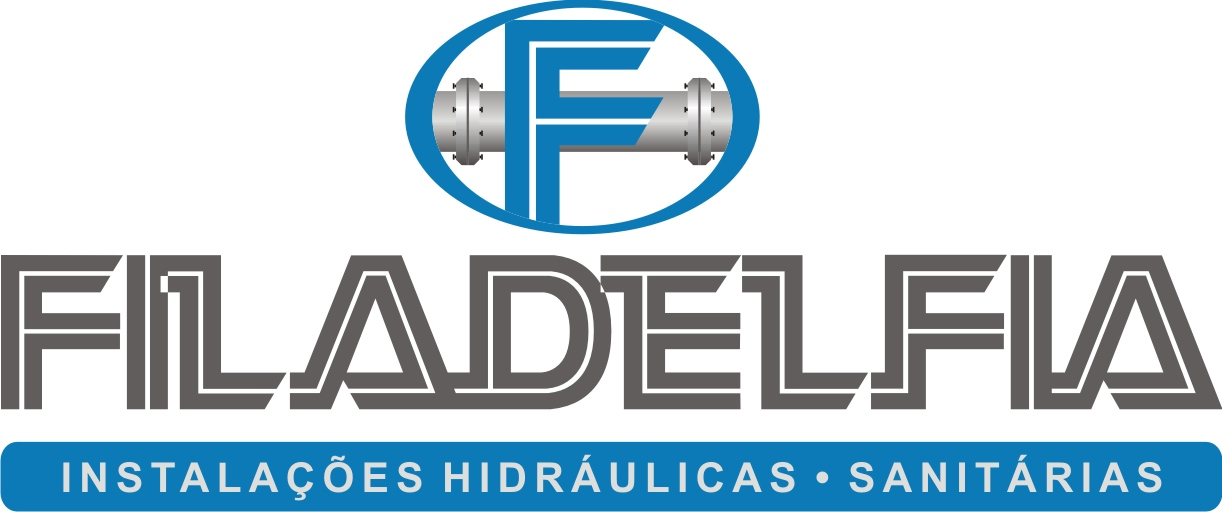 F
FILADELFIA
INSTALAÇÕES HIDRÁULICAS • SANITÁRIAS